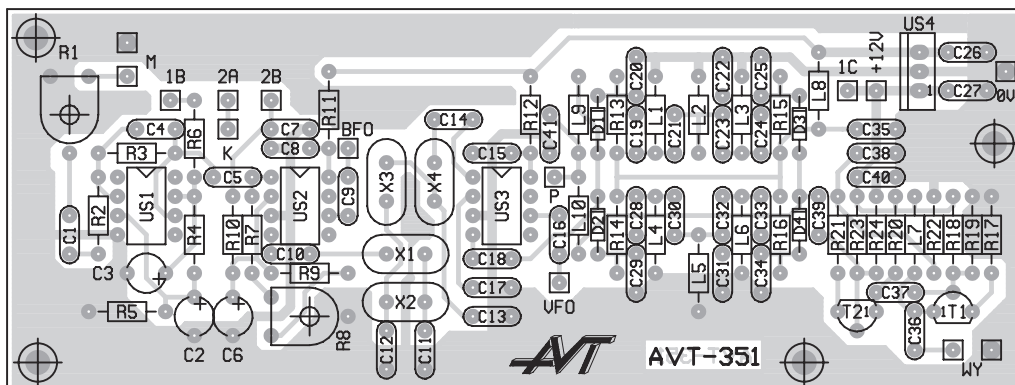 R1
M
1B
2A
2B
R11
BFO
C4
R6
K
C7
C8
R3
C5
US1
US2
C9
X3
X4
C14
C15
US3
R12
C41
L9
D1
R13
C20
C19
L1
C21
L2
C22
C23
L3
C25
C24
R15
D3
L8
1C
+12V
US4
1
C26
C27
0V
C35
C38
C40
C1
R2
C3
R4
R10
R7
C10
R9
X1
X2
C18
C17
C13
P
C16
VFO
L10
D2
R14
C28
C29
L4
C30
L5
C32
C31
L6
C33
C34
R16
D4
C39
R21
R23
R24
R20
L7
R22
R18
R19
R17
R5
C2
C6
R8
C12
C11
AVT
AVT-351
T2
1
C37
C36
1
T1
WY